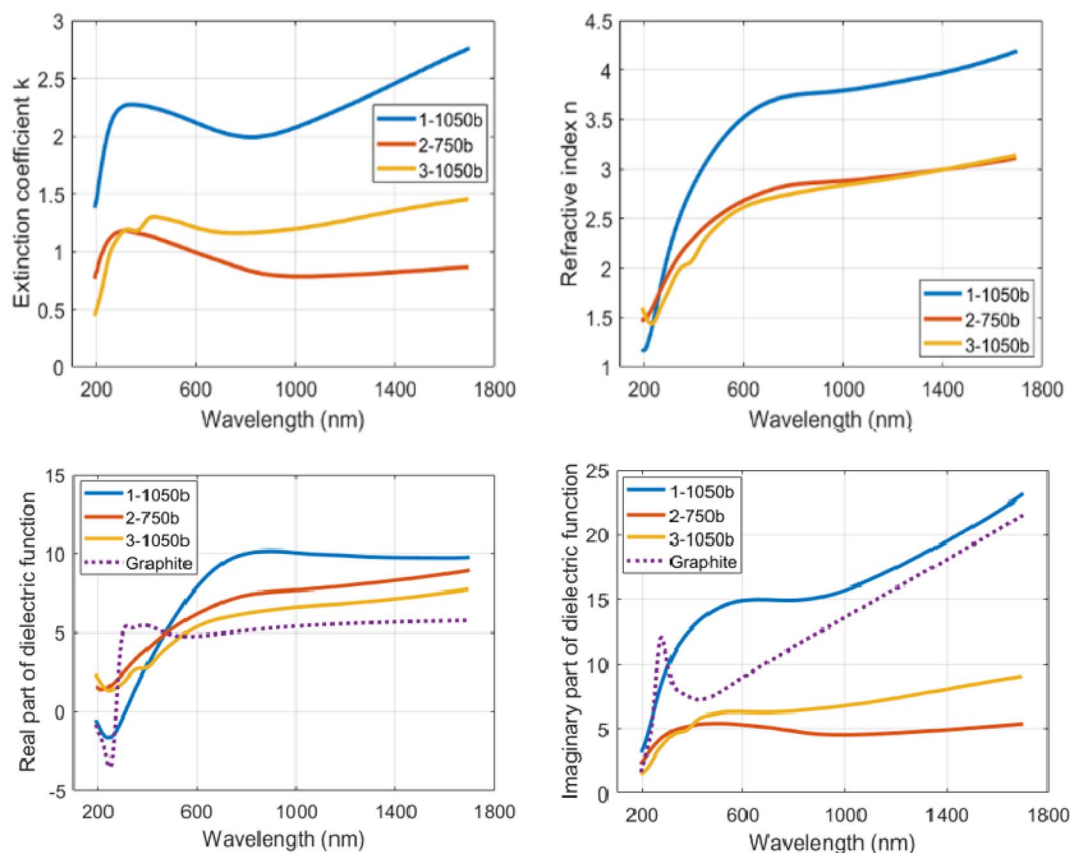 Extinction coefficient k
3
2.5
2
1.5
1
0.5
0
1-1050b
2-750b
3-1050b
200 600 1000 1400 1800
Wavelength (nm)
Refractive index n
4.5
4
3.5
3
2.5
2
1.5
1
1-1050b
2-750b
3-1050b
200 600 1000 1400 1800
Wavelength (nm)
Real part of dielectric function
15
10
5
0
-5
1-1050b
2-750b
3-1050b
Graphite
200 600 1000 1400 1800
Wavelength (nm)
Imaginary part of dielectric function
25
20
15
10
5
0
1-1050b
2-750b
3-1050b
Graphite
200 600 1000 1400 1800
Wavelength (nm)